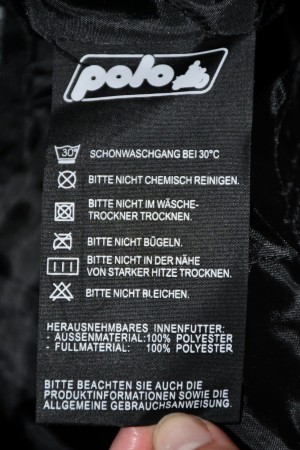 polo
30°
SCHONWASCHGANG BEI 30°C
BITTE NICHT CHEMISCH REINIGEN.
BITTE NICHT IM WÄSCHE-
TROCKNER TROCKNEN.
BITTE NICHT BÜGELN.
BITTE NICHT IN DER NÄHE
VON STARKER HITZE TROCKNEN.
BITTE NICHT BLEICHEN.
HERAUSNEHMBARES INNENFUTTER:
- AUSSENMATERIAL: 100% POLYESTER
- FULLMATERIAL: 100% POLYESTER
BITTE BEACHTEN SIE AUCH DIE
PRODUKTINFORMATIONEN SOWIE DIE
ALLGEMEINE GEBRAUCHSANWEISUNG.